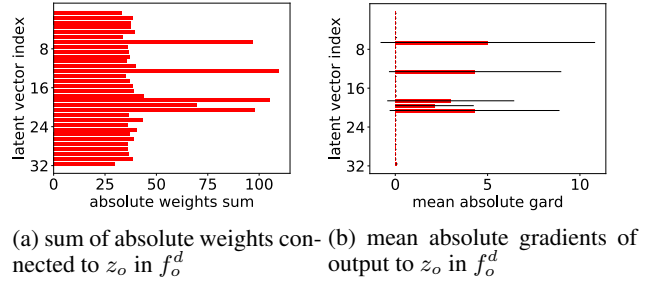 8
16
24
32
latent vector index
0 25 50 75 100
absolute weights sum
8
16
24
32
latent vector index
0 5 10
mean absolute gard
(a) sum of absolute weights con-
nected to z_o in f_o^d
(b) mean absolute gradients of
output to z_o in f_o^d